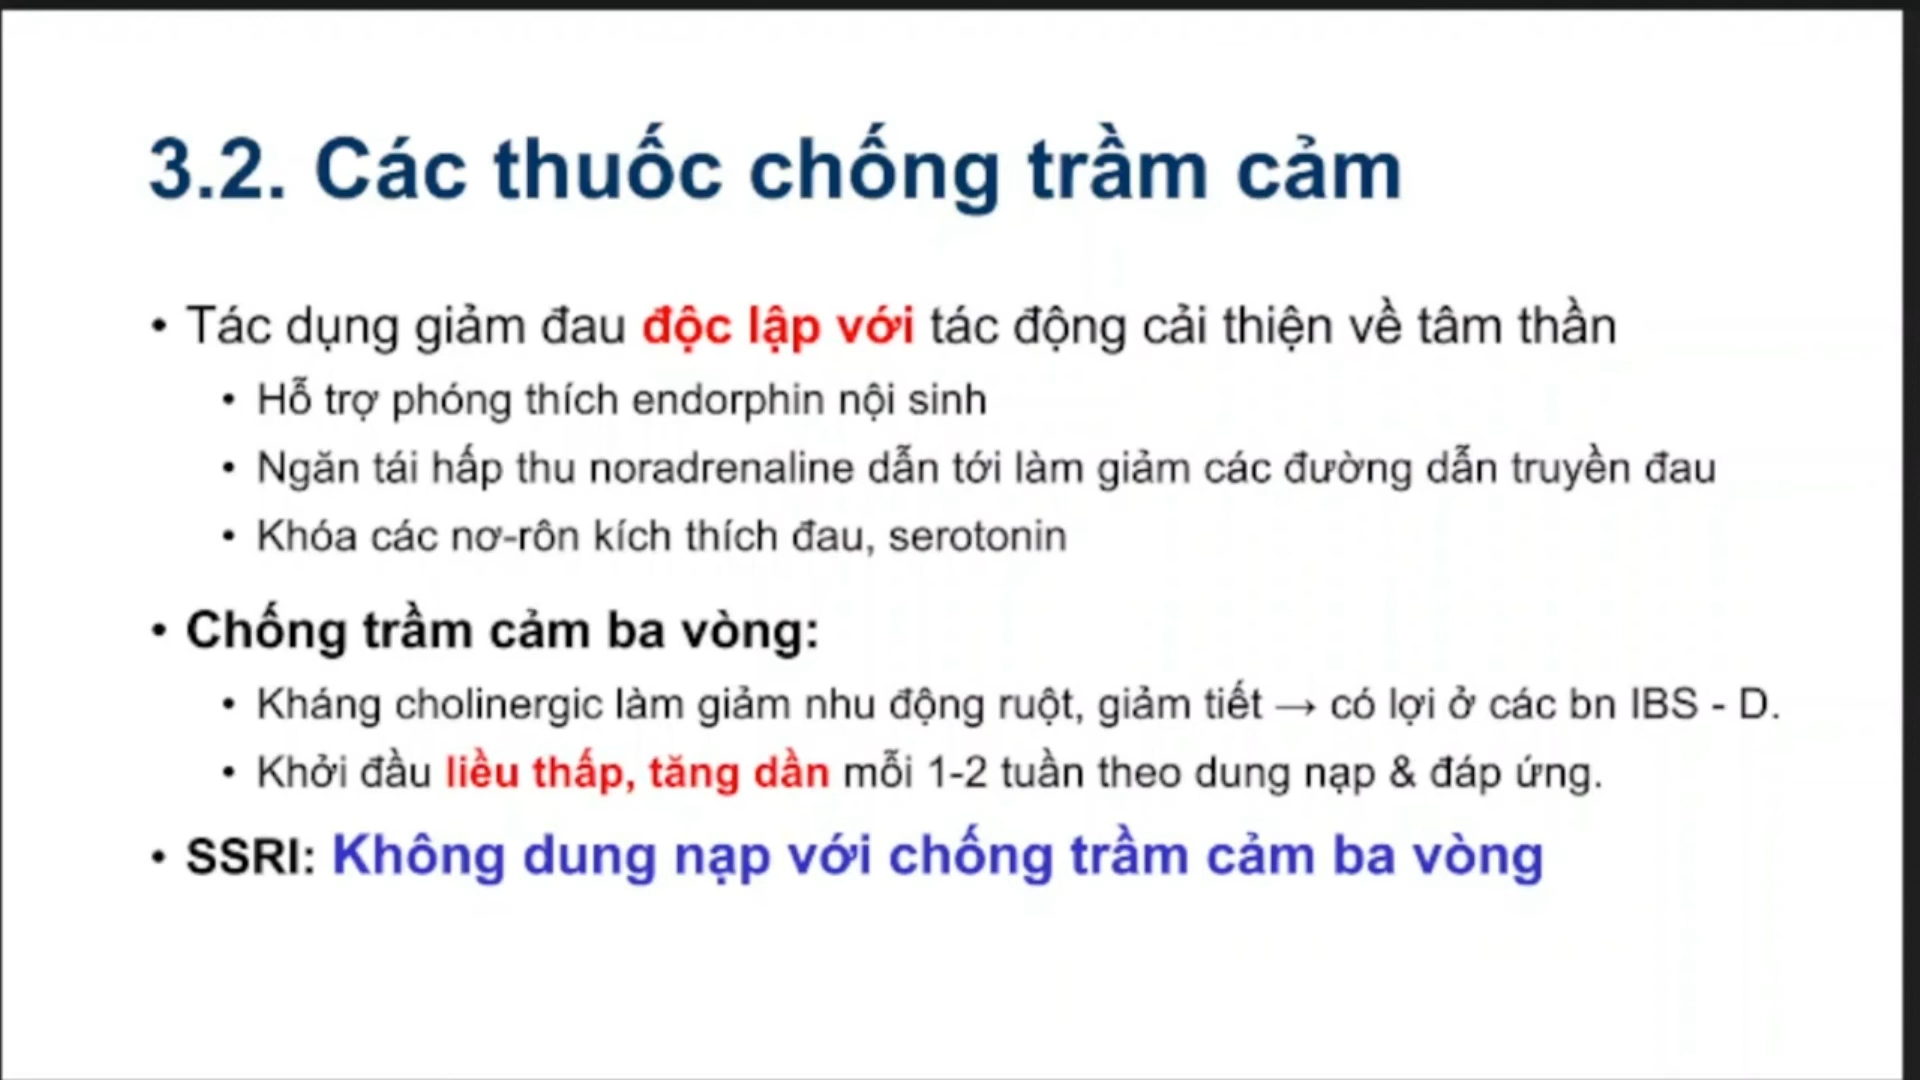 3.2. Các thuốc chống trầm cảm
• Tác dụng giảm đau độc lập với tác động cải thiện về tâm thần
• Hỗ trợ phóng thích endorphin nội sinh
• Ngăn tái hấp thu noradrenaline dẫn tới làm giảm các đường dẫn truyền đau
• Khóa các nơ-rôn kích thích đau, serotonin
• Chống trầm cảm ba vòng:
• Kháng cholinergic làm giảm nhu động ruột, giảm tiết → có lợi ở các bn IBS - D.
• Khởi đầu liều thấp, tăng dần mỗi 1-2 tuần theo dung nạp & đáp ứng.
• SSRI: Không dung nạp với chống trầm cảm ba vòng